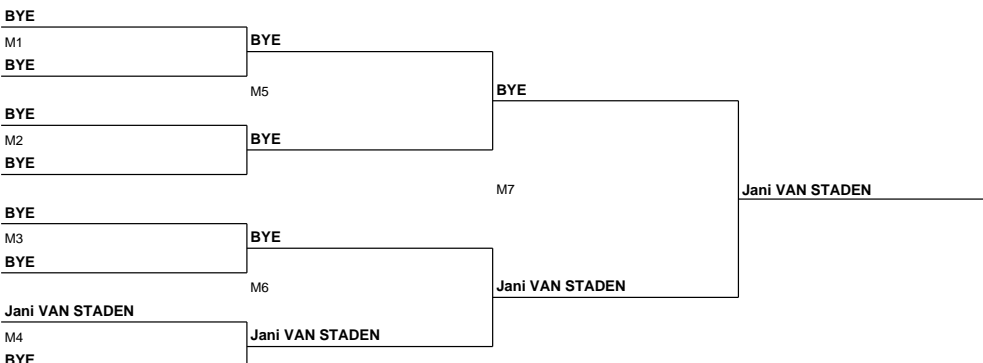 BYE
M1
BYE
BYE
M5
BYE
BYE
M2
BYE
BYE
M7
Jani VAN STADEN
BYE
M3
BYE
BYE
M6
Jani VAN STADEN
Jani VAN STADEN
M4
Jani VAN STADEN
BYE